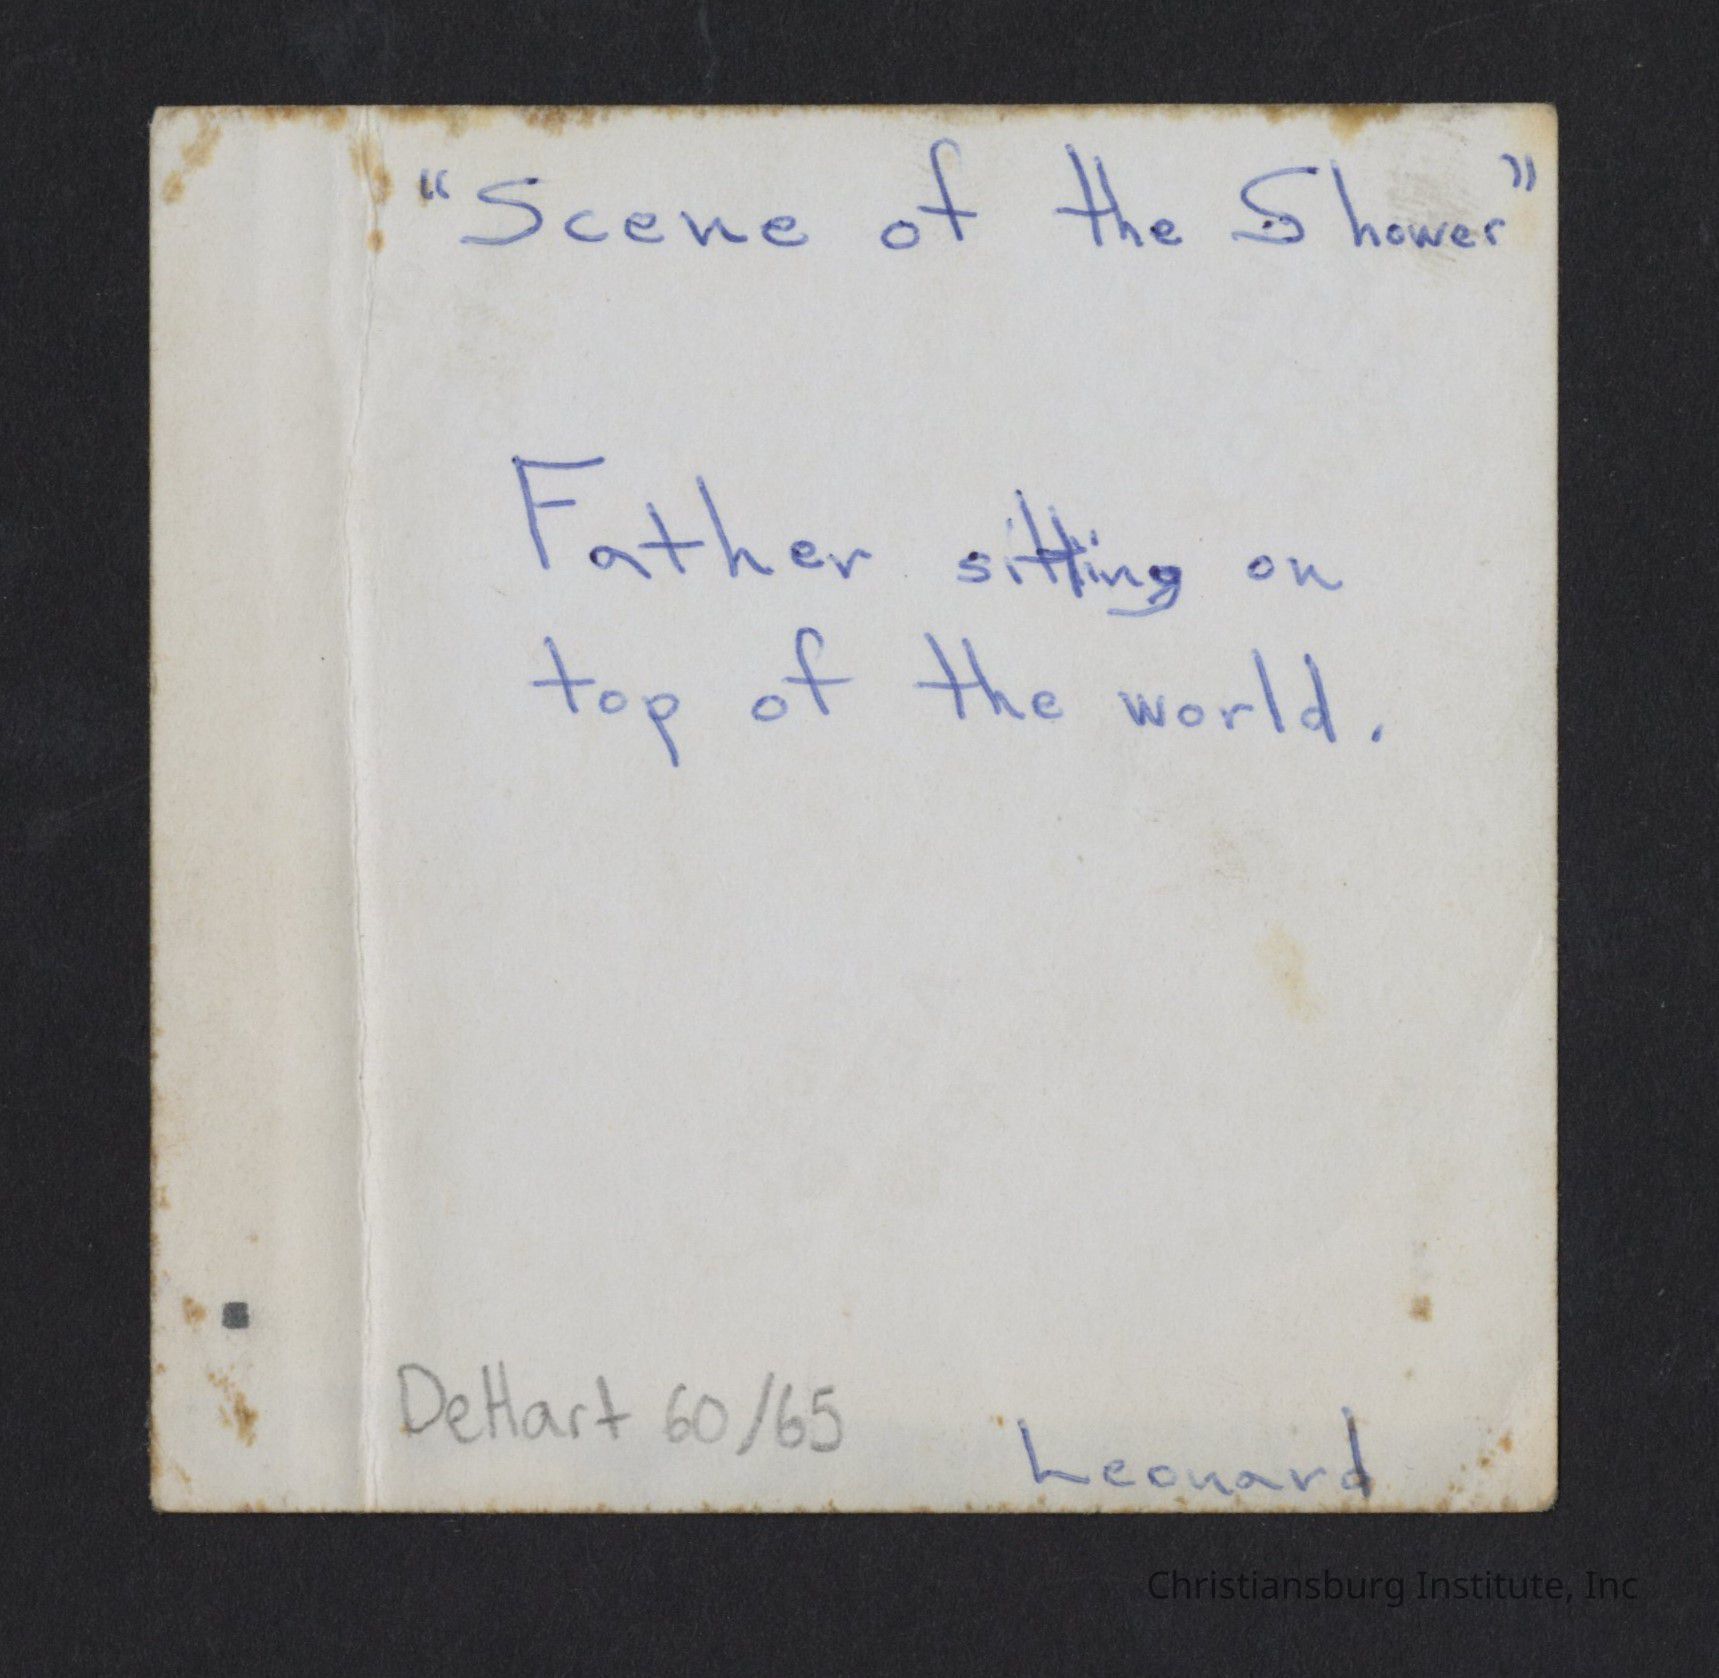 "Scene of the Shower"
Father sitting on
top of the world.
DeHart 60/65
Leonard
Christiansburg Institute, Inc